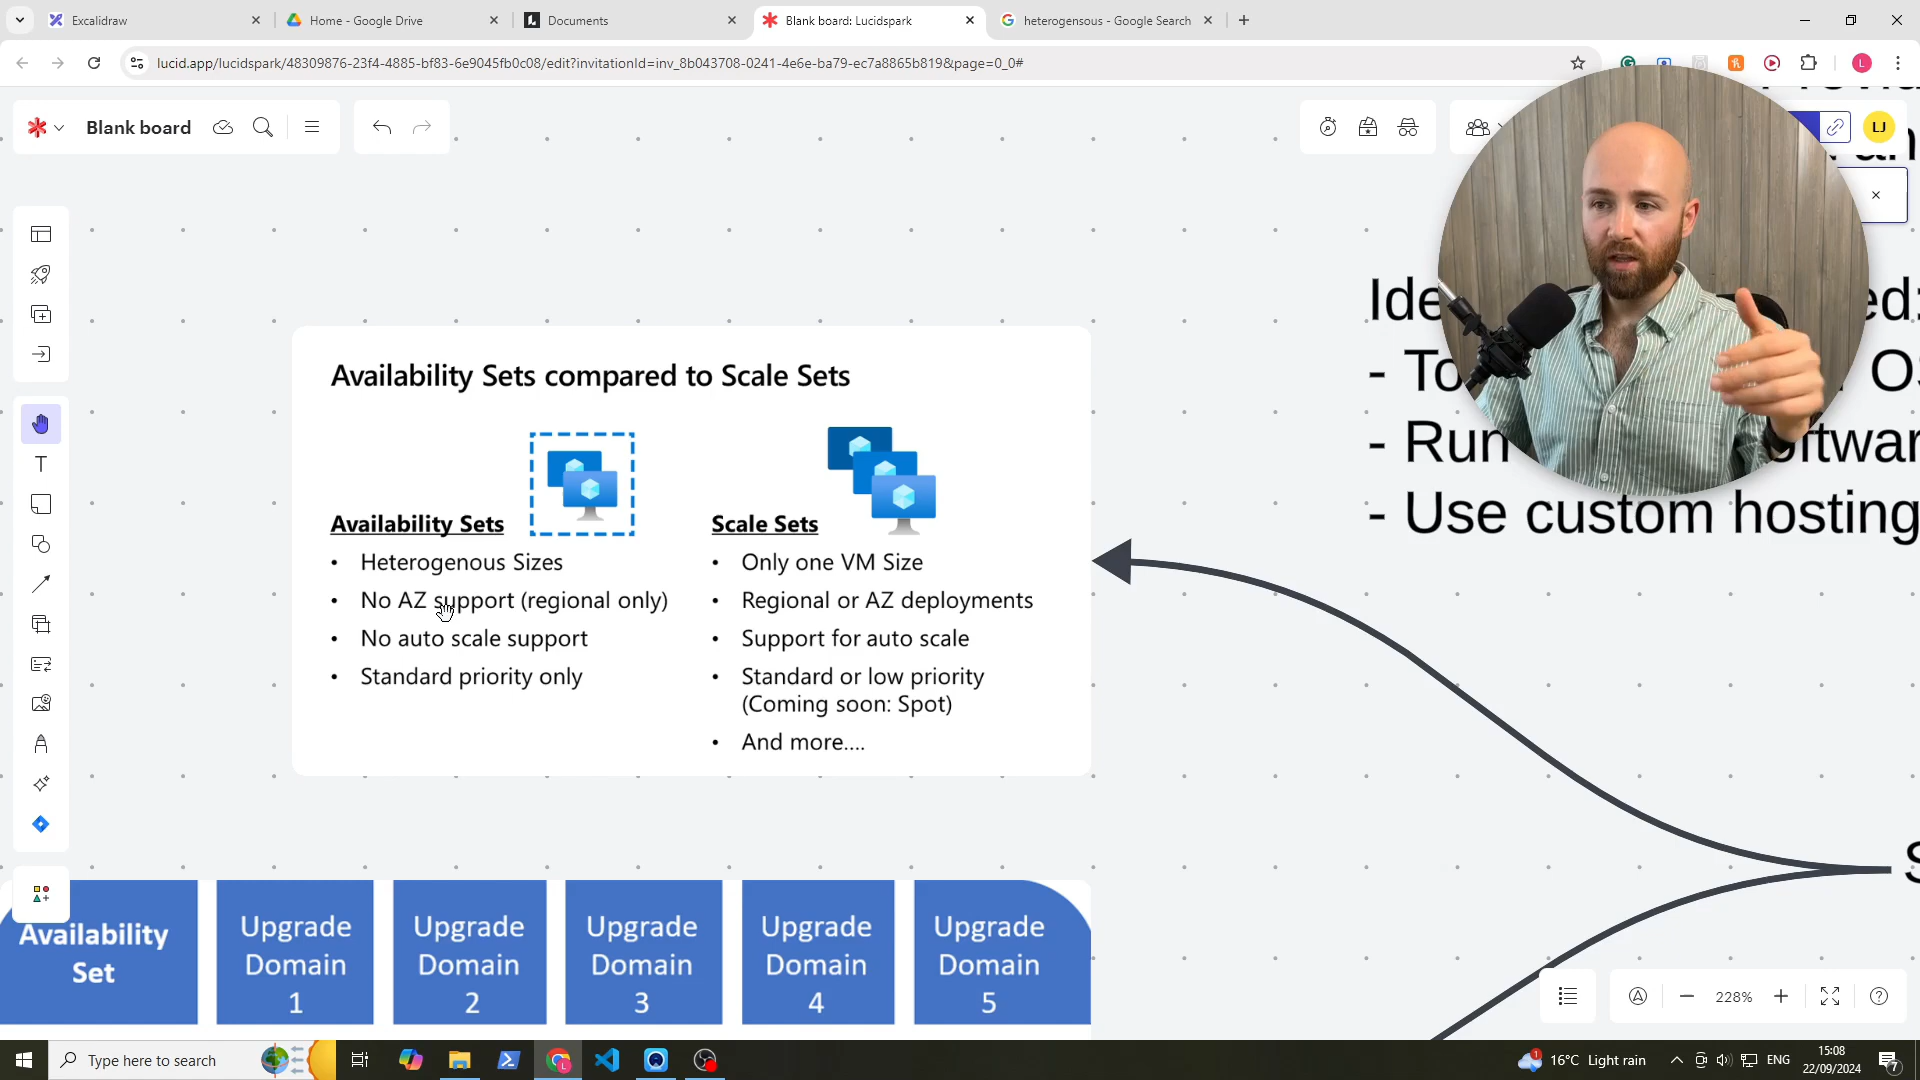 Excalidraw
Home - Google Drive
Documents
Blank board: Lucidspark
heterogensous - Google Search
lucid.app/lucidspark/48309876-23f4-4885-bf83-6e9045fb0c08/edit?invitationId=inv_8b043708-0241-4e6e-ba79-ec7a8865b819&page=0_0#
L
Blank board
LJ
Availability Sets compared to Scale Sets
Availability Sets
• Heterogenous Sizes
• No AZ support (regional only)
• No auto scale support
• Standard priority only
Scale Sets
• Only one VM Size
• Regional or AZ deployments
• Support for auto scale
• Standard or low priority
(Coming soon: Spot)
• And more....
- Use custom hosting
Availability
Set
Upgrade
Domain
1
Upgrade
Domain
2
Upgrade
Domain
3
Upgrade
Domain
4
Upgrade
Domain
5
228%
Type here to search
16°C Light rain
ENG
15:08
22/09/2024
7